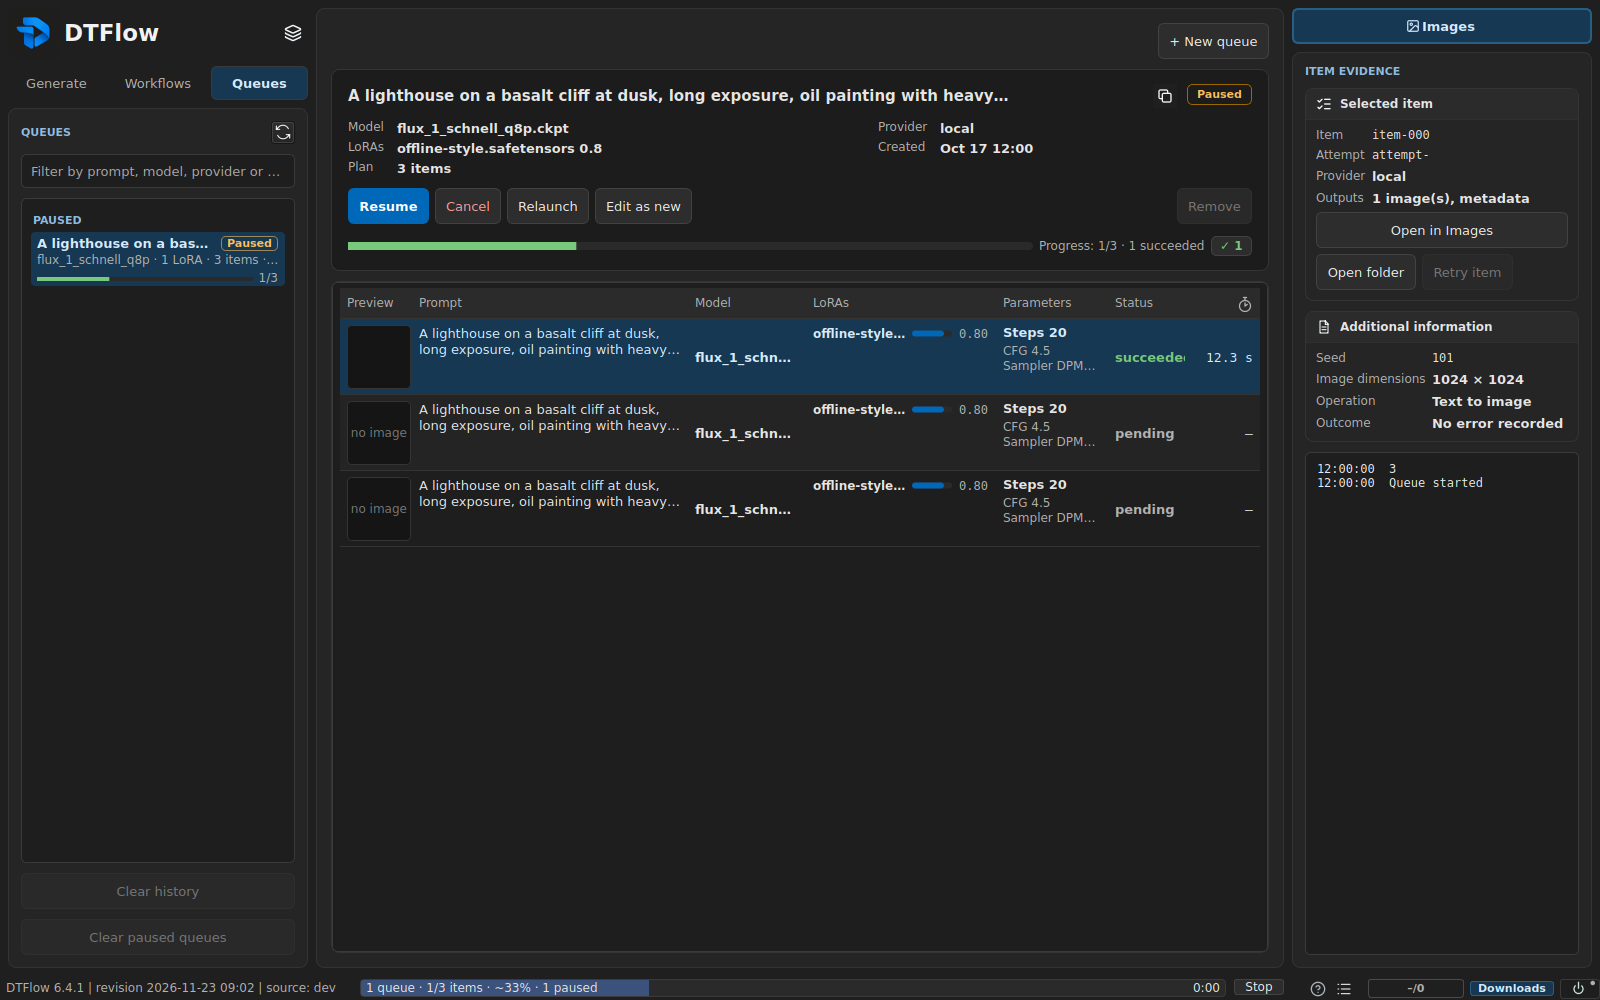 DTFlow
Generate
Workflows
Queues
QUEUES
Filter by prompt, model, provider or ...
PAUSED
A lighthouse on a bas...
Paused
flux_1_schnell_q8p · 1 LoRA · 3 items ·...
1/3
Clear history
Clear paused queues
+ New queue
A lighthouse on a basalt cliff at dusk, long exposure, oil painting with heavy...
Paused
Model flux_1_schnell_q8p.ckpt
Provider local
LoRAs offline-style.safetensors 0.8
Created Oct 17 12:00
Plan 3 items
Resume
Cancel
Relaunch
Edit as new
Remove
Progress: 1/3 · 1 succeeded
✓ 1
Preview Prompt Model LoRAs Parameters Status
A lighthouse on a basalt cliff at dusk,
long exposure, oil painting with heavy...
flux_1_schn...
offline-style... 0.80
Steps 20
CFG 4.5
Sampler DPM...
succeeded
12.3 s
no image
A lighthouse on a basalt cliff at dusk,
long exposure, oil painting with heavy...
flux_1_schn...
offline-style... 0.80
Steps 20
CFG 4.5
Sampler DPM...
pending
–
no image
A lighthouse on a basalt cliff at dusk,
long exposure, oil painting with heavy...
flux_1_schn...
offline-style... 0.80
Steps 20
CFG 4.5
Sampler DPM...
pending
–
Images
ITEM EVIDENCE
Selected item
Item item-000
Attempt attempt-
Provider local
Outputs 1 image(s), metadata
Open in Images
Open folder
Retry item
Additional information
Seed 101
Image dimensions 1024 × 1024
Operation Text to image
Outcome No error recorded
12:00:00 3
12:00:00 Queue started
DTFlow 6.4.1 | revision 2026-11-23 09:02 | source: dev
1 queue · 1/3 items · ~33% · 1 paused
0:00
Stop
–/0
Downloads